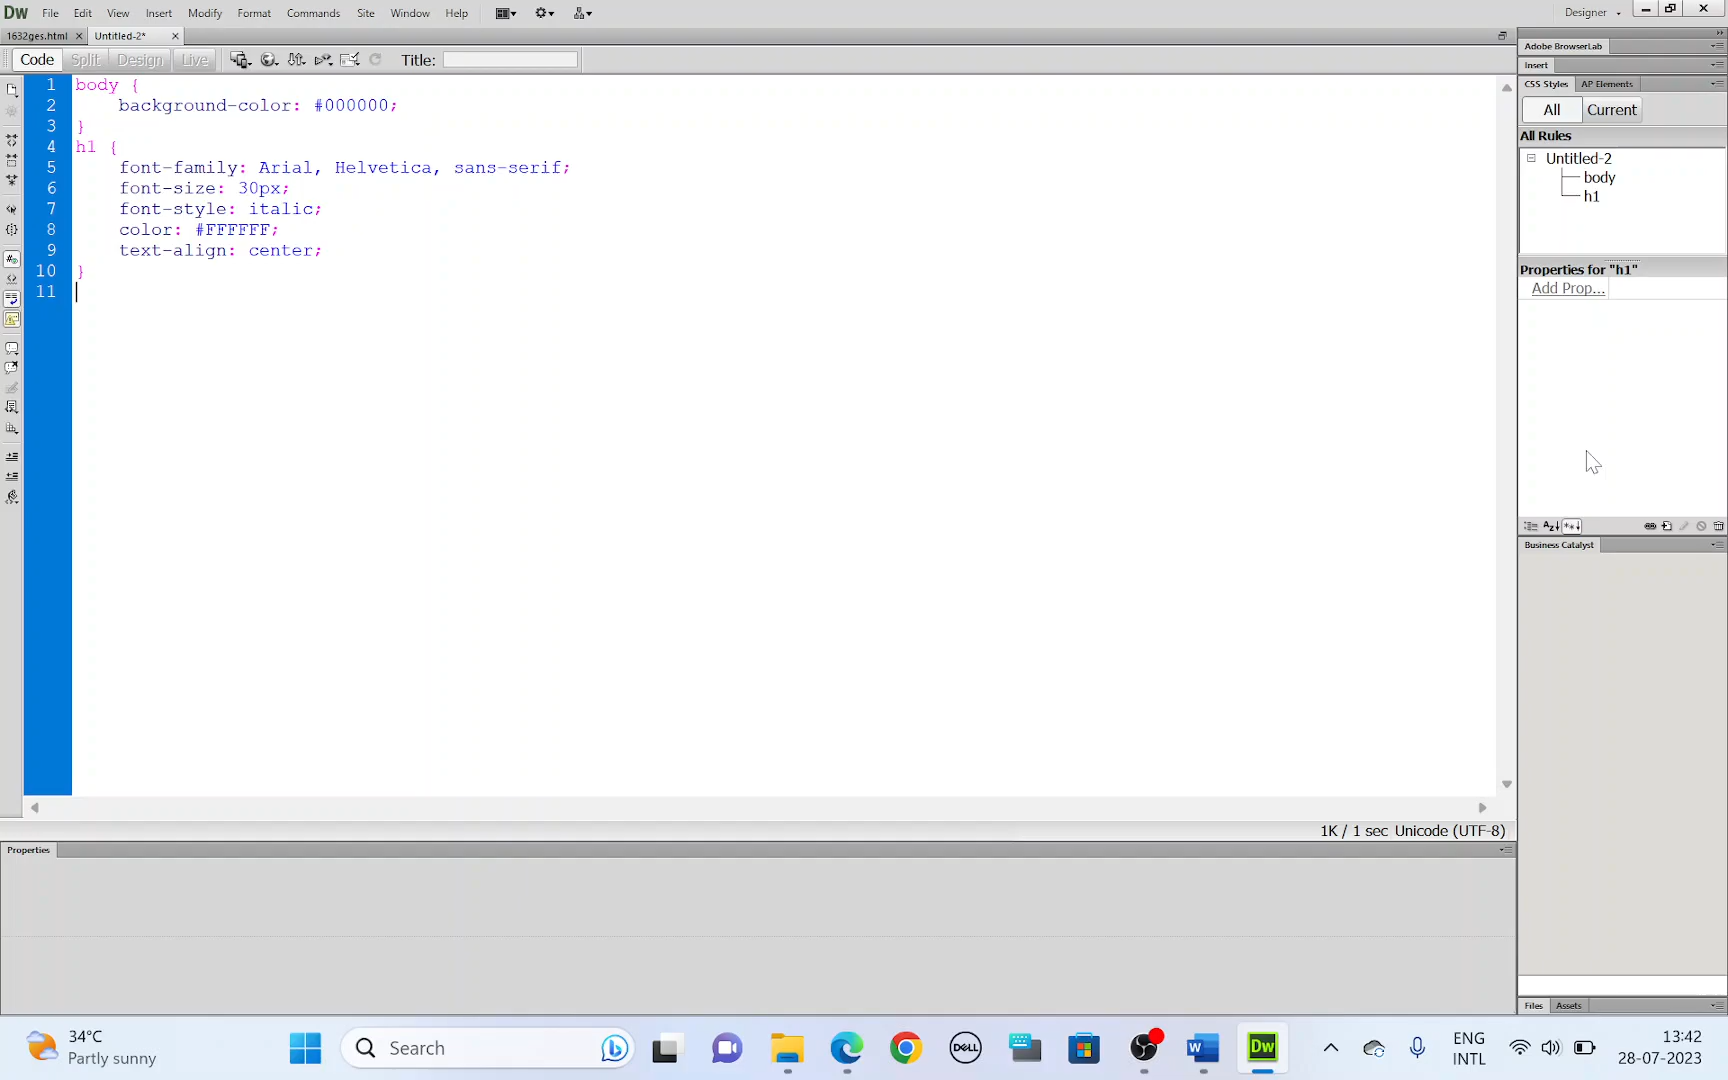 Dw File Edit View Insert Modify Format Commands Site Window Help Designer
1632ges.html × Untitled-2* × Adobe BrowserLab
Code Split Design Live Title: Insert
CSS Styles AP Elements
All Current
All Rules
Untitled-2
body
h1
Properties for "h1"
Add Prop...
1 body {
2 background-color: #000000;
3 }
4 h1 {
5 font-family: Arial, Helvetica, sans-serif;
6 font-size: 30px;
7 font-style: italic;
8 color: #FFFFFF;
9 text-align: center;
10 }
11
Business Catalyst
1K / 1 sec Unicode (UTF-8)
Properties
Files Assets
34°C
Partly sunny
Search
DELL
W
Dw
ENG
INTL
13:42
28-07-2023